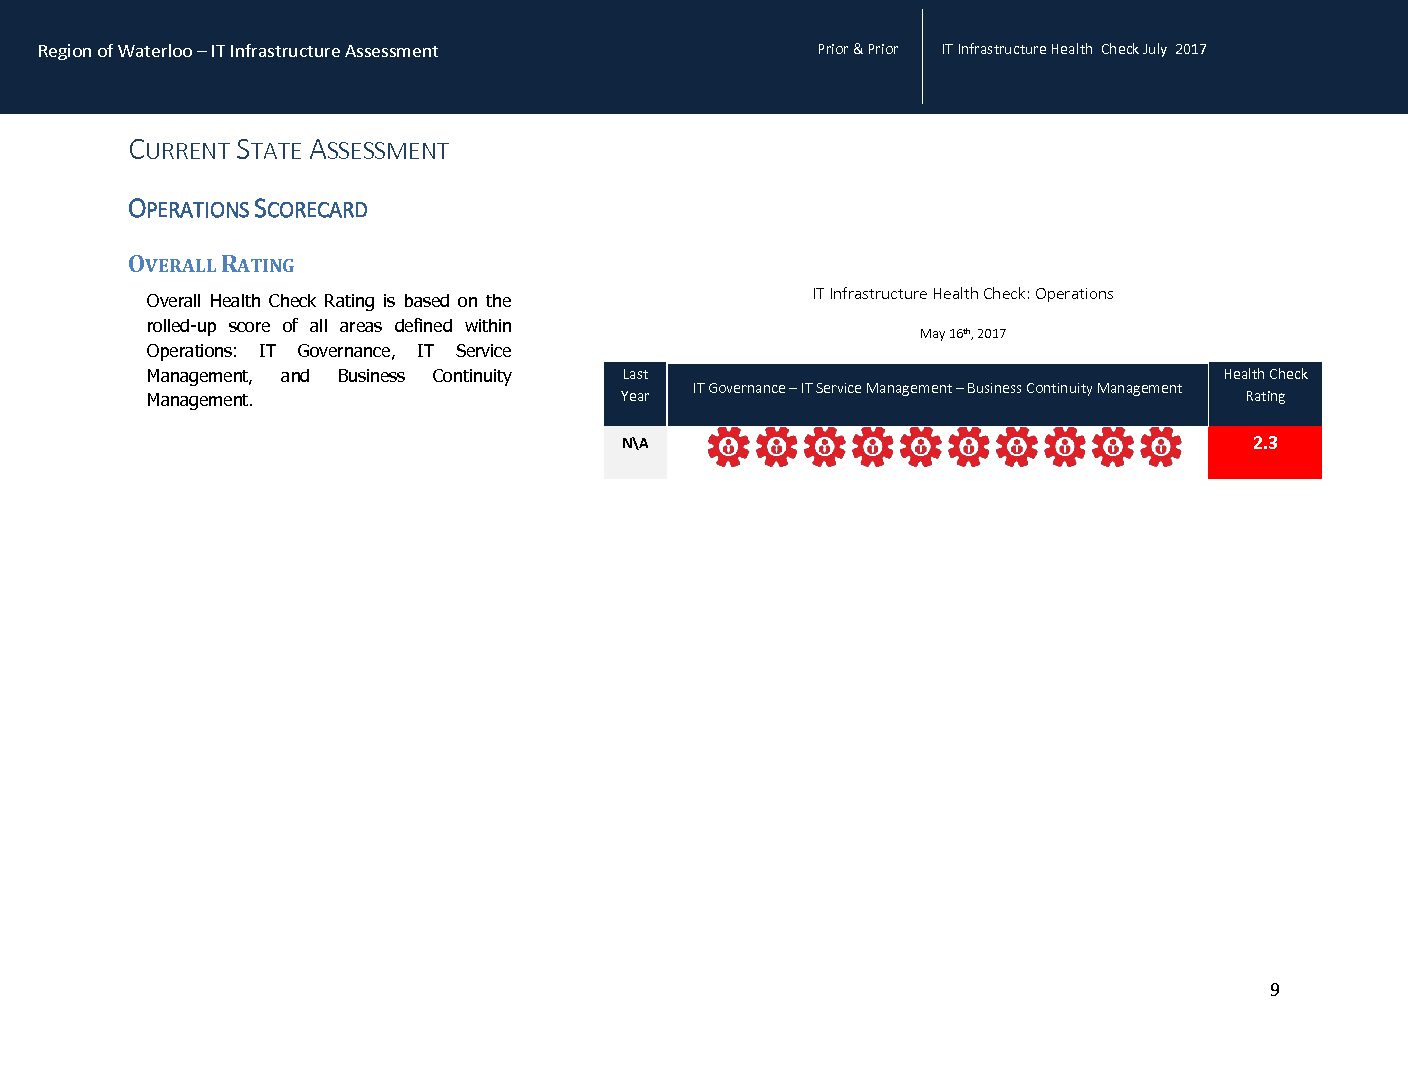 Region of Waterloo – IT Infrastructure Assessment
Prior & Prior
IT Infrastructure Health Check July 2017
CURRENT STATE ASSESSMENT
OPERATIONS SCORECARD
OVERALL RATING
Overall Health Check Rating is based on the
rolled-up score of all areas defined within
Operations: IT Governance, IT Service
Management, and Business Continuity
Management.
IT Infrastructure Health Check: Operations
May 16th, 2017
Last
Year
IT Governance – IT Service Management – Business Continuity Management
Health Check
Rating
N\A
2.3
9